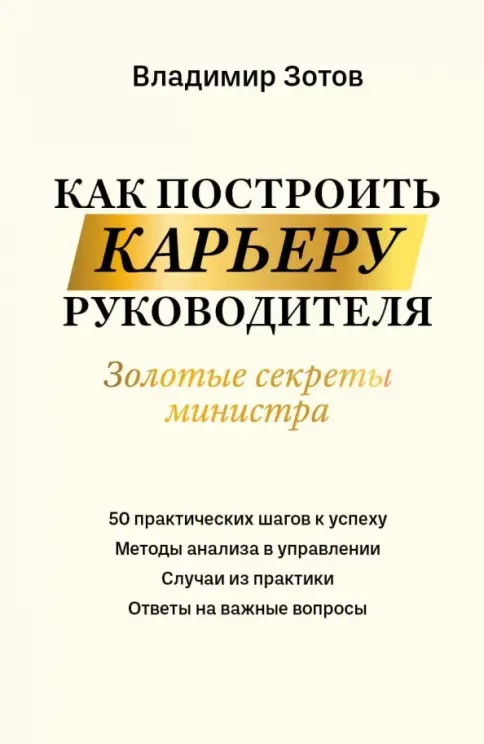 Владимир Зотов
КАК ПОСТРОИТЬ
КАРЬЕРУ
РУКОВОДИТЕЛЯ
Золотые секреты
министра
50 практических шагов к успеху
Методы анализа в управлении
Случаи из практики
Ответы на важные вопросы